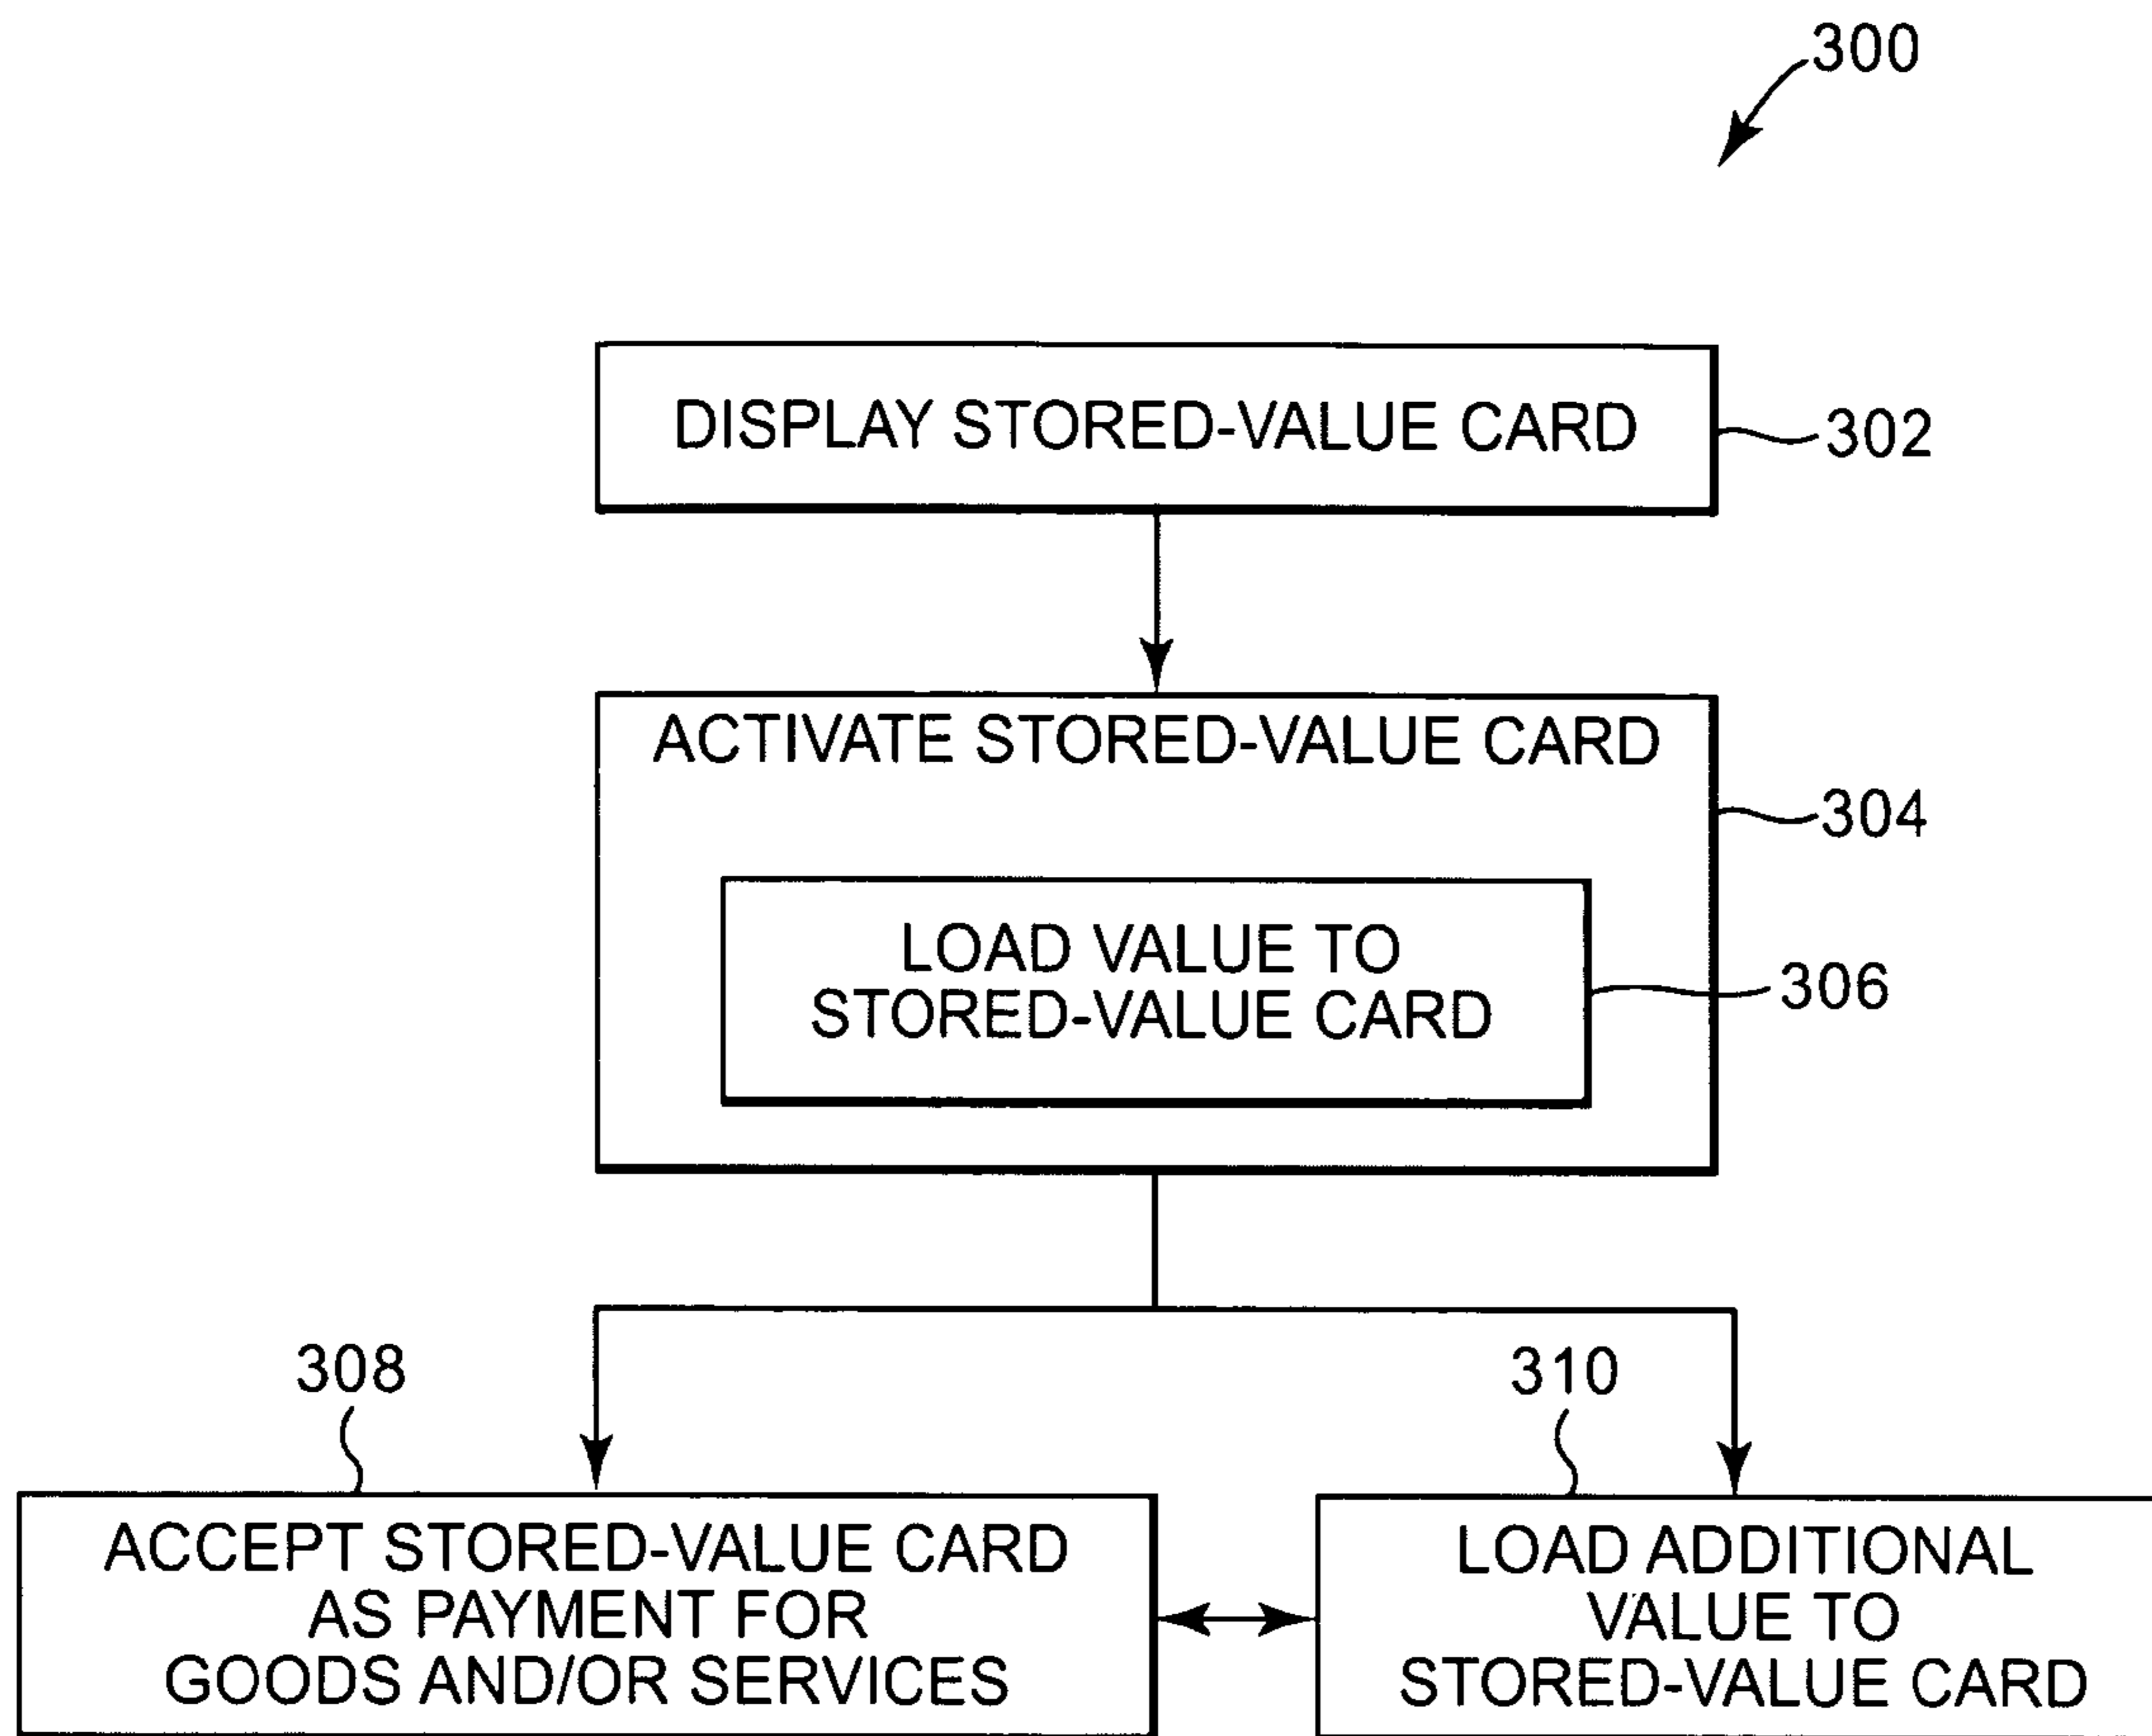 300
DISPLAY STORED-VALUE CARD
302
ACTIVATE STORED-VALUE CARD
304
LOAD VALUE TO
STORED-VALUE CARD
306
308
310
ACCEPT STORED-VALUE CARD
AS PAYMENT FOR
GOODS AND/OR SERVICES
LOAD ADDITIONAL
VALUE TO
STORED-VALUE CARD